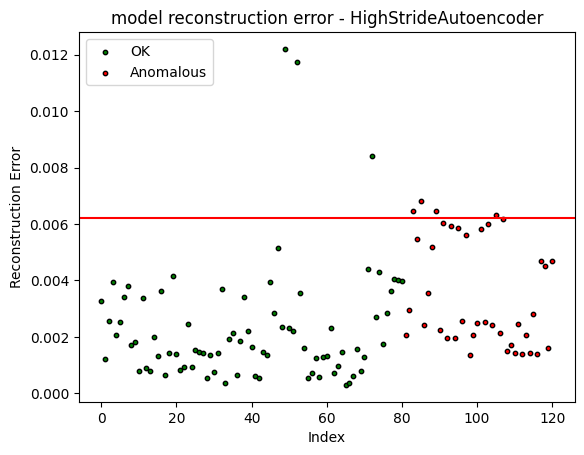 model reconstruction error - HighStrideAutoencoder
OK
Anomalous
0.012
0.010
0.008
0.006
0.004
0.002
0.000
Reconstruction Error
0 20 40 60 80 100 120
Index